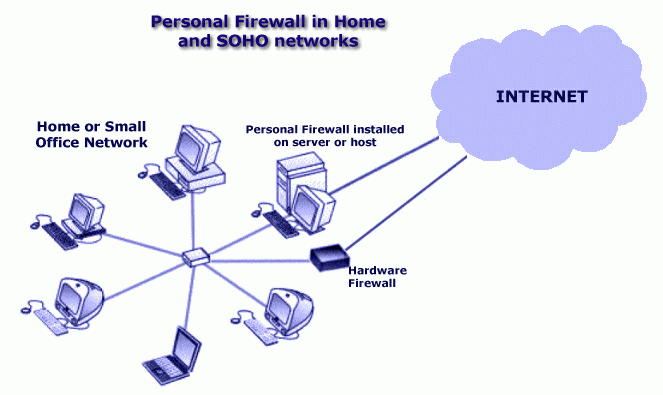 Personal Firewall in Home
and SOHO networks
INTERNET
Home or Small
Office Network
Personal Firewall installed
on server or host
Hardware
Firewall